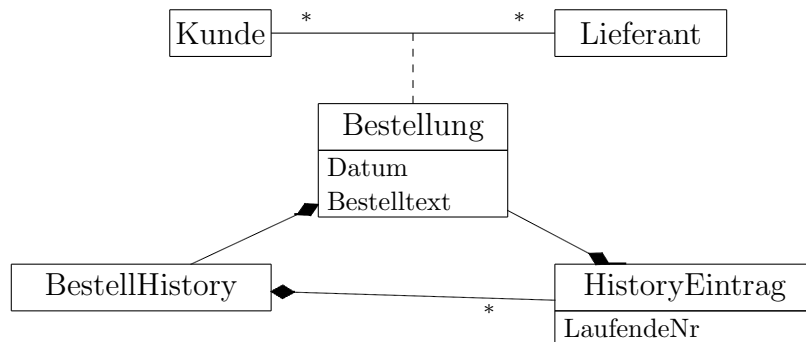 Kunde
*
*
Lieferant
Bestellung
Datum
Bestelltext
BestellHistory
*
HistoryEintrag
LaufendeNr